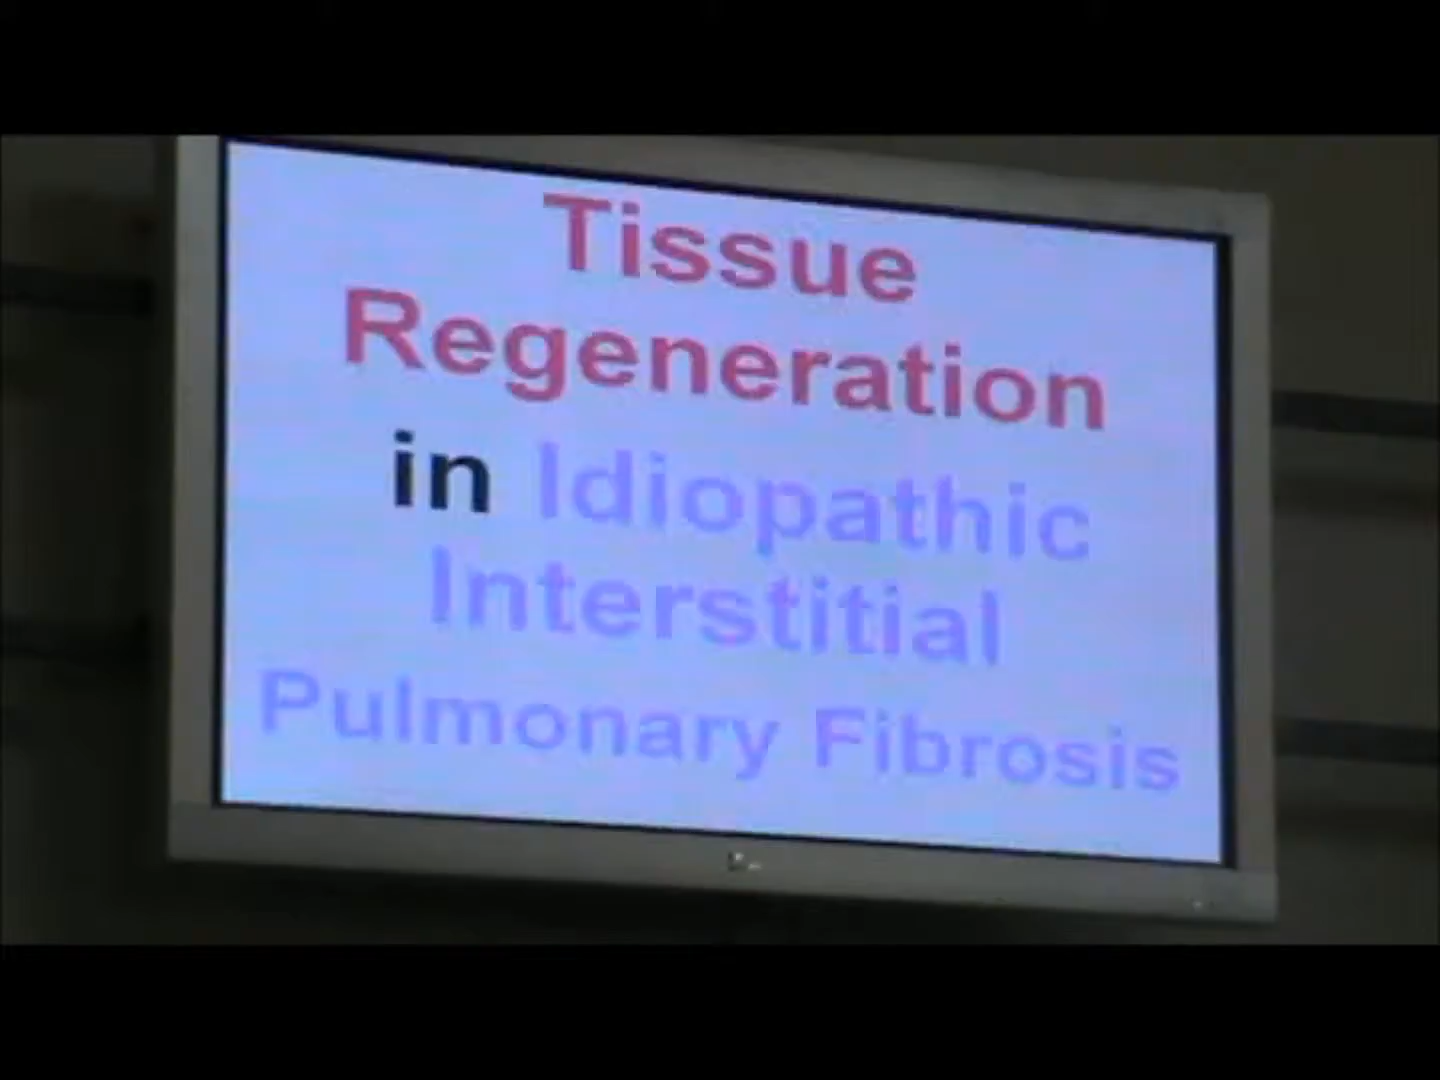 Tissue
Regeneration
in Idiopathic
Interstitial
Pulmonary Fibrosis